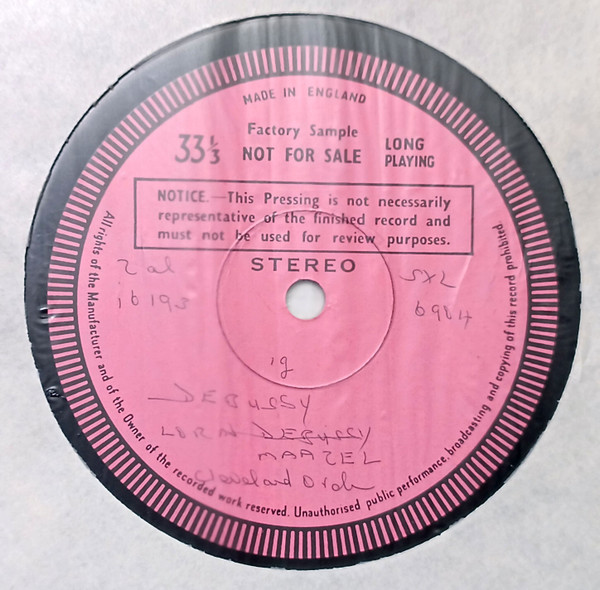 MADE IN ENGLAND
Factory Sample
33⅓ NOT FOR SALE LONG PLAYING
NOTICE.—This Pressing is not necessarily
representative of the finished record and
must not be used for review purposes.
STEREO
SXL
6904
DEBUSSY
DEBUSSY
MAAZEL
Cleveland Orch
All rights of the Manufacturer and of the Owner of the recorded work reserved. Unauthorised public performance, broadcasting and copying of this record prohibited.